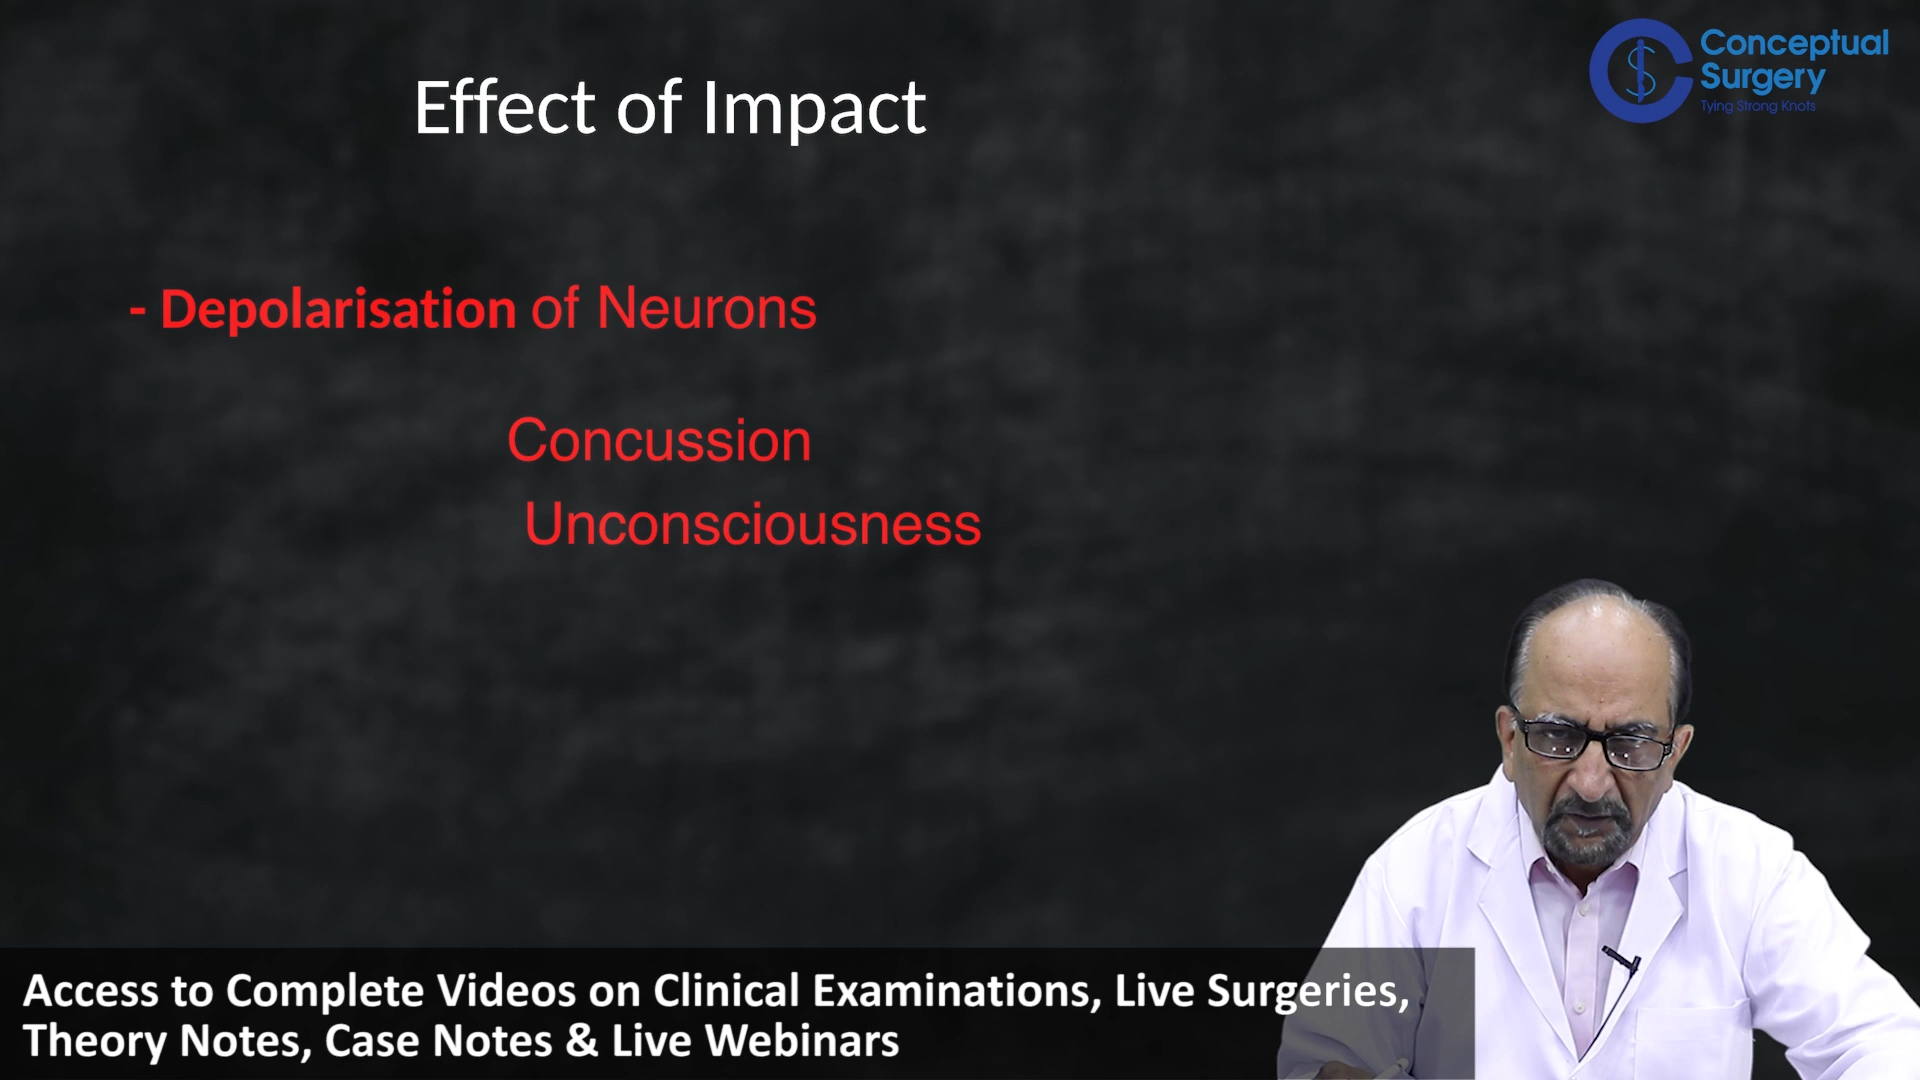 Conceptual
Surgery
Tying Strong Knots
Effect of Impact
- Depolarisation of Neurons
Concussion
Unconsciousness
Access to Complete Videos on Clinical Examinations, Live Surgeries,
Theory Notes, Case Notes & Live Webinars